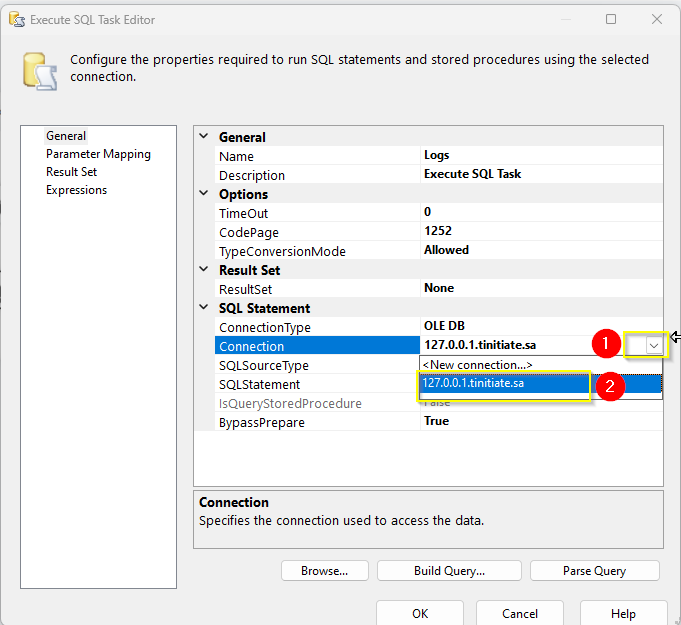 Execute SQL Task Editor
Configure the properties required to run SQL statements and stored procedures using the selected
connection.
General
Parameter Mapping
Result Set
Expressions
General
Name Logs
Description Execute SQL Task
Options
TimeOut 0
CodePage 1252
TypeConversionMode Allowed
Result Set
ResultSet None
SQL Statement
ConnectionType OLE DB
Connection 127.0.0.1.tinitiate.sa 1
SQLSourceType <New connection...>
SQLStatement 127.0.0.1.tinitiate.sa 2
IsQueryStoredProcedure False
BypassPrepare True
Connection
Specifies the connection used to access the data.
Browse... Build Query... Parse Query
OK Cancel Help